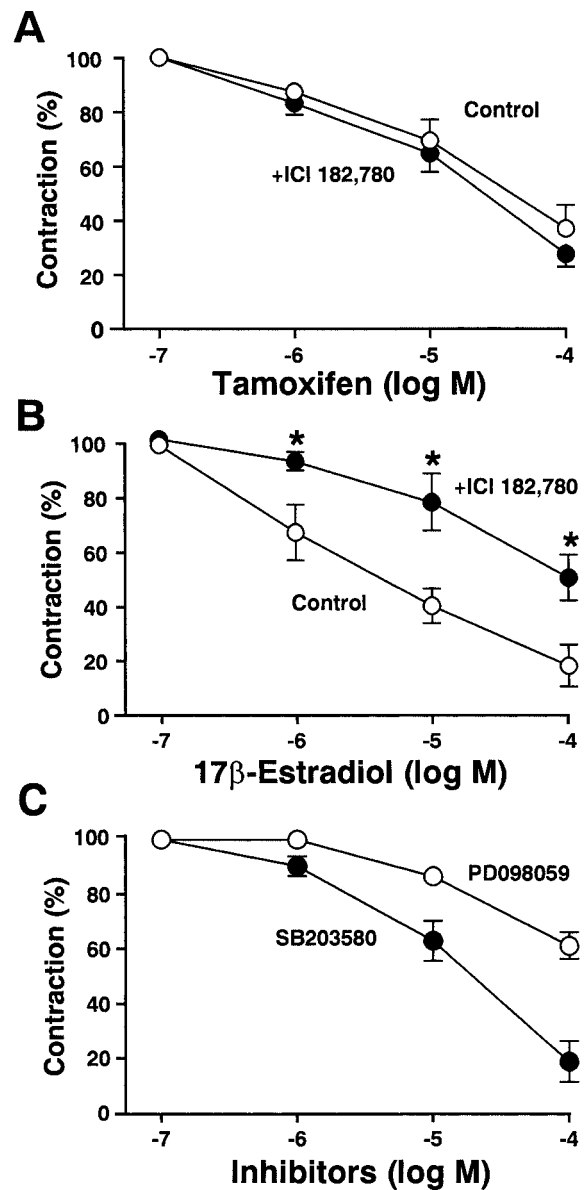 A
Contraction (%)
100
80
60
40
20
0
Control
+ICI 182,780
-7
-6
-5
-4
Tamoxifen (log M)
B
Contraction (%)
100
80
60
40
20
0
*
*
*
+ICI 182,780
Control
-7
-6
-5
-4
17β-Estradiol (log M)
C
Contraction (%)
100
80
60
40
20
0
PD098059
SB203580
-7
-6
-5
-4
Inhibitors (log M)